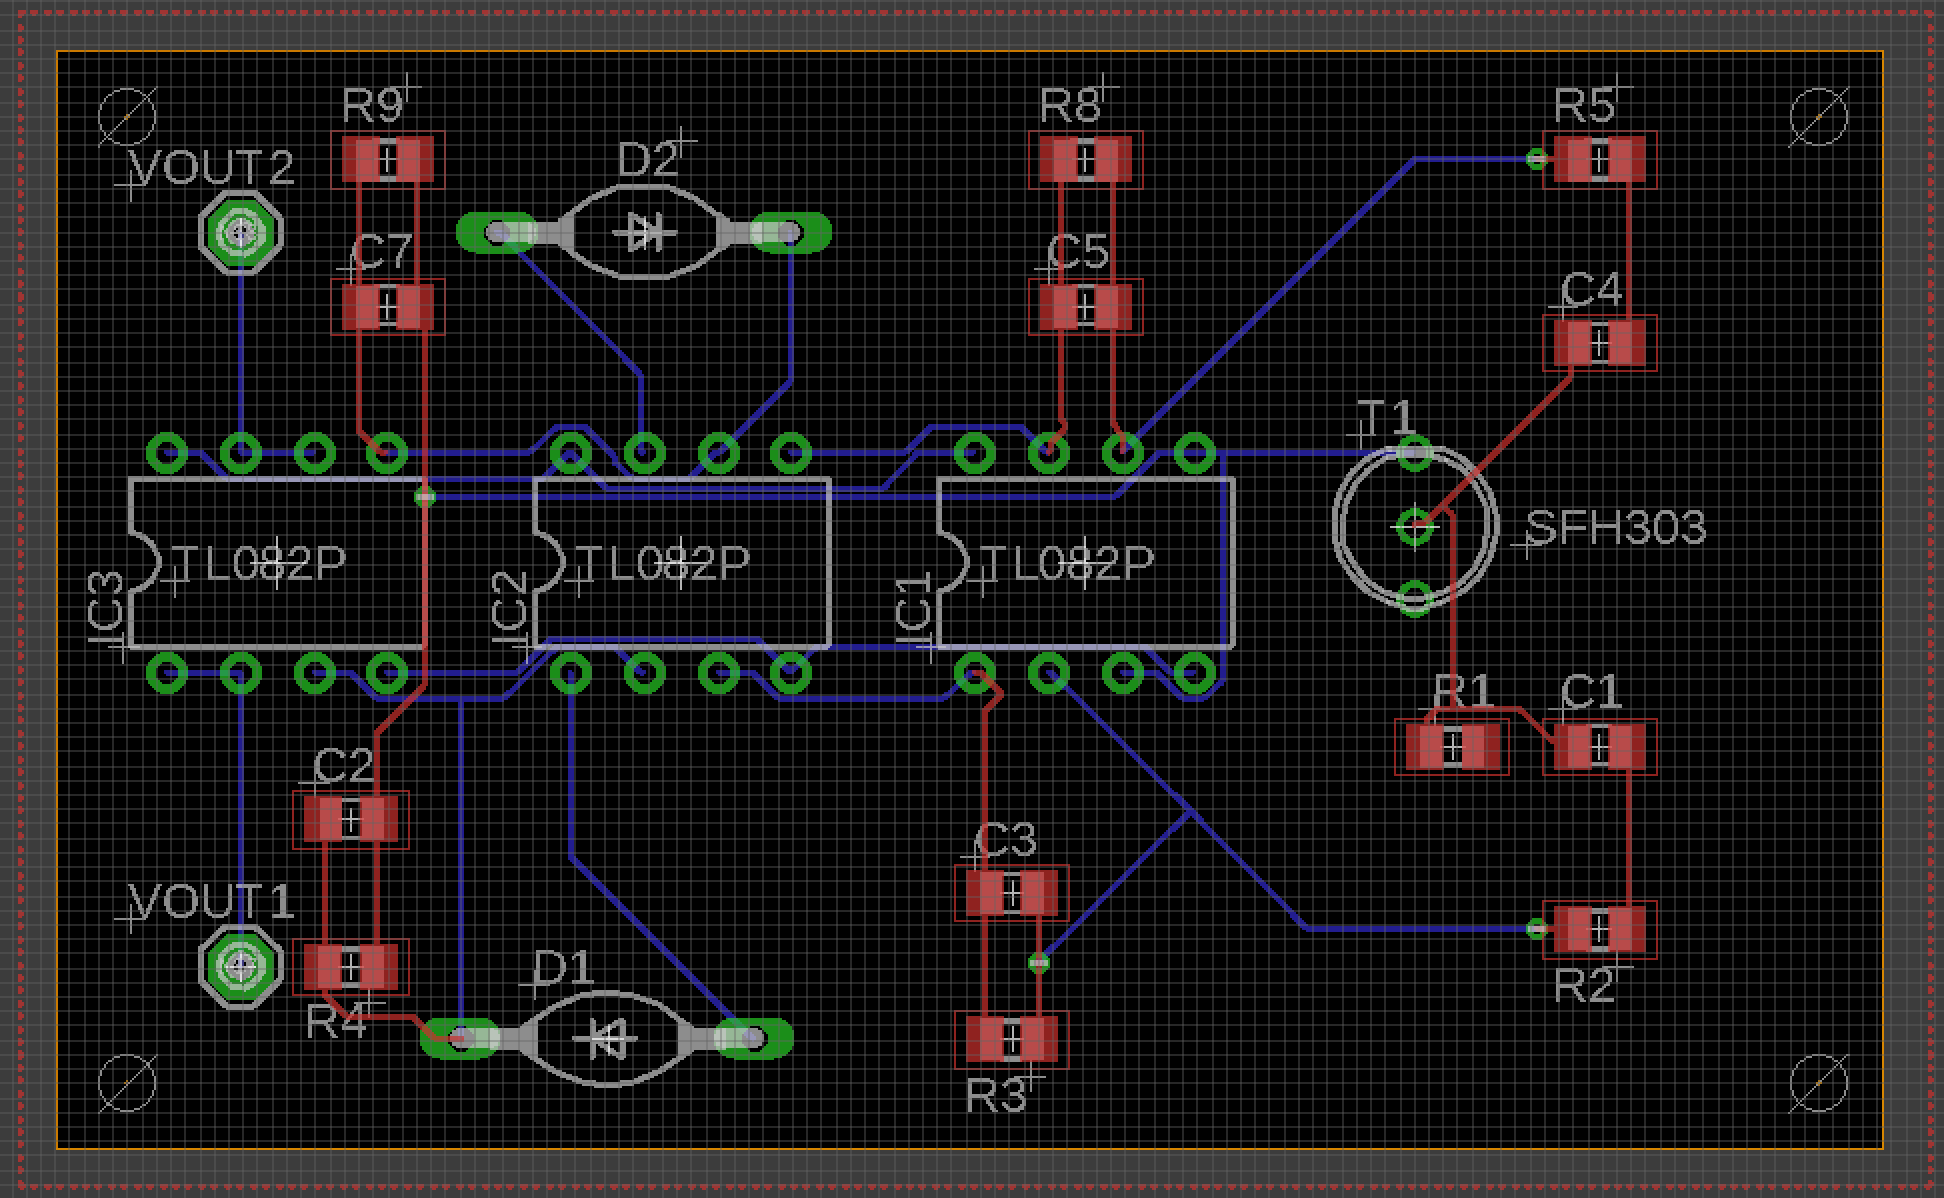 R9
R8
R5
VOUT2
D2
C7
C5
C4
T1
SFH303
IC3
TL082P
IC2
TL082P
IC1
TL082P
R1
C1
C2
C3
VOUT1
D1
R4
R2
R3